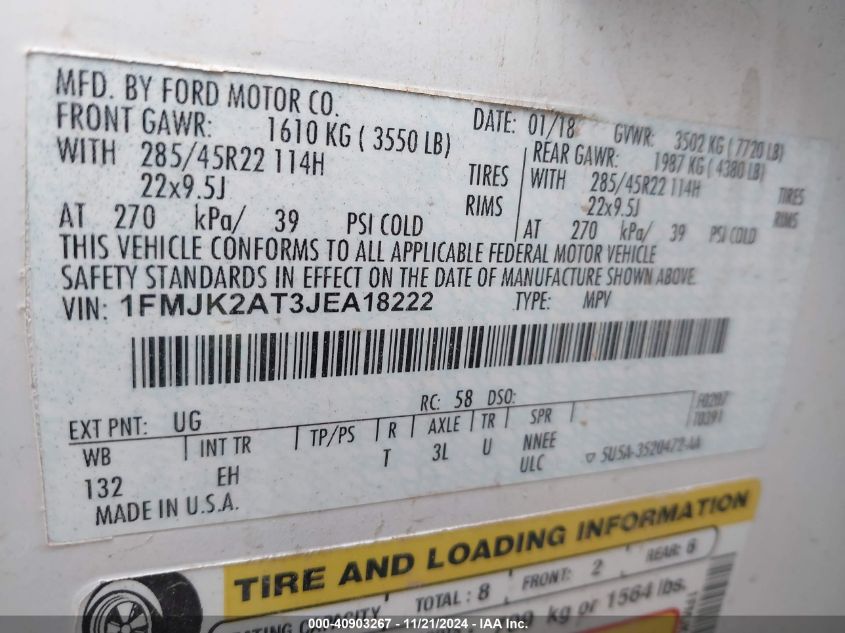 MFD. BY FORD MOTOR CO.
DATE: 01/18 GVWR: 3502 KG ( 7720 LB)
FRONT GAWR: 1610 KG ( 3550 LB)
REAR GAWR: 1987 KG ( 4380 LB)
WITH 285/45R22 114H TIRES
WITH 285/45R22 114H TIRES
22x9.5J RIMS
22x9.5J RIMS
AT 270 kPa/ 39 PSI COLD
AT 270 kPa/ 39 PSI COLD
THIS VEHICLE CONFORMS TO ALL APPLICABLE FEDERAL MOTOR VEHICLE
SAFETY STANDARDS IN EFFECT ON THE DATE OF MANUFACTURE SHOWN ABOVE.
VIN: 1FMJK2AT3JEA18222 TYPE: MPV
EXT PNT: UG RC: 58 DSO: F0207
WB INT TR TP/PS R AXLE TR SPR T0391
132 EH T 3L U NNEE
ULC 5U5A-3520472-AA
MADE IN U.S.A.
TIRE AND LOADING INFORMATION
TOTAL : 8 FRONT: 2 REAR: 6
kg or 1564 lbs.
000-40903267 - 11/21/2024 - IAA Inc.